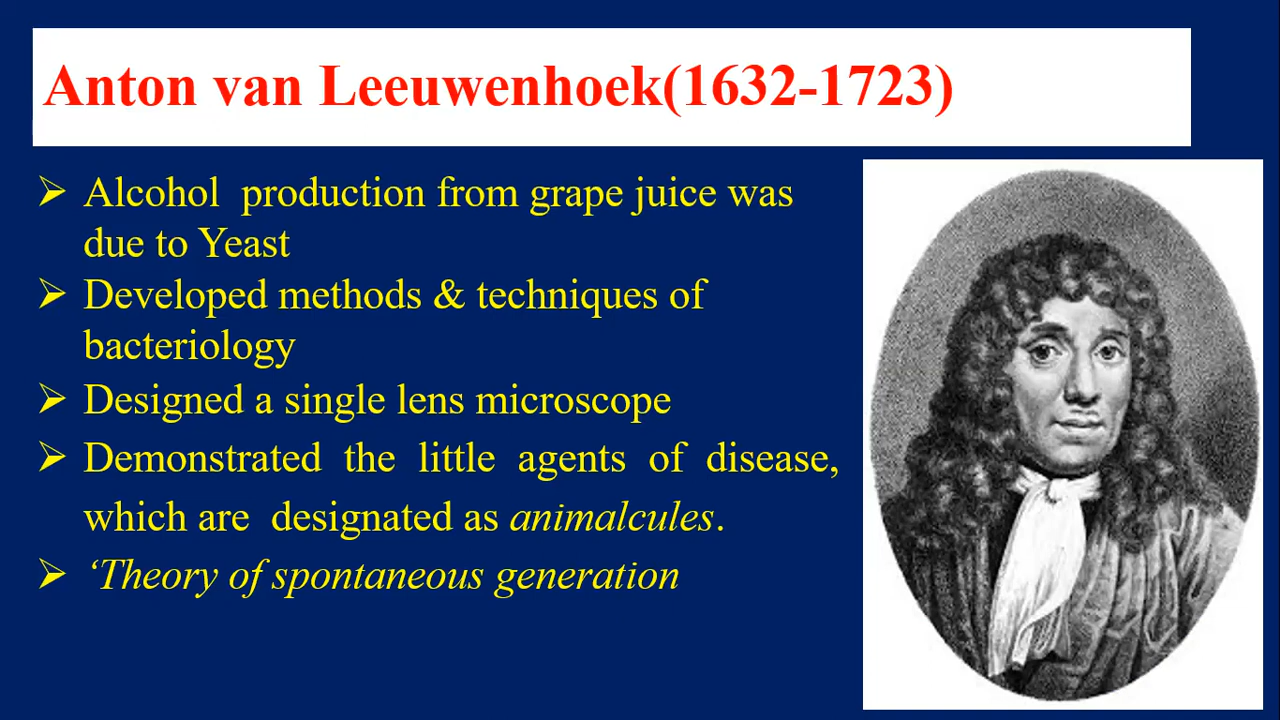 Anton van Leeuwenhoek(1632-1723)
➢ Alcohol production from grape juice was
due to Yeast
➢ Developed methods & techniques of
bacteriology
➢ Designed a single lens microscope
➢ Demonstrated the little agents of disease,
which are designated as animalcules.
➢ ‘Theory of spontaneous generation